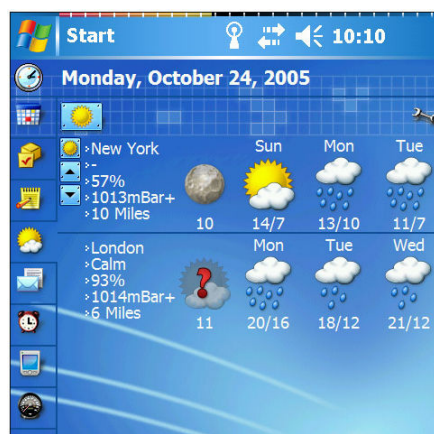 Start 10:10
Monday, October 24, 2005
›New York Sun Mon Tue
›-
›57%
›1013mBar+
›10 Miles 10 14/7 13/10 11/7
›London Mon Tue Wed
›Calm
›93%
›1014mBar+ ?
›6 Miles 11 20/16 18/12 21/12